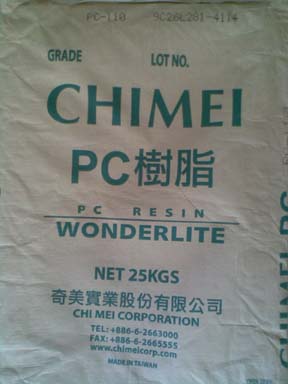 PC-110 9C26L281-4114
GRADE LOT NO.
CHIMEI
PC樹脂
PC RESIN
WONDERLITE
NET 25KGS
奇美實業股份有限公司
CHI MEI CORPORATION
TEL:+886-6-2663000
FAX:+886-6-2665555
www.chimeicorp.com
MADE IN TAIWAN
CHIMEI PC